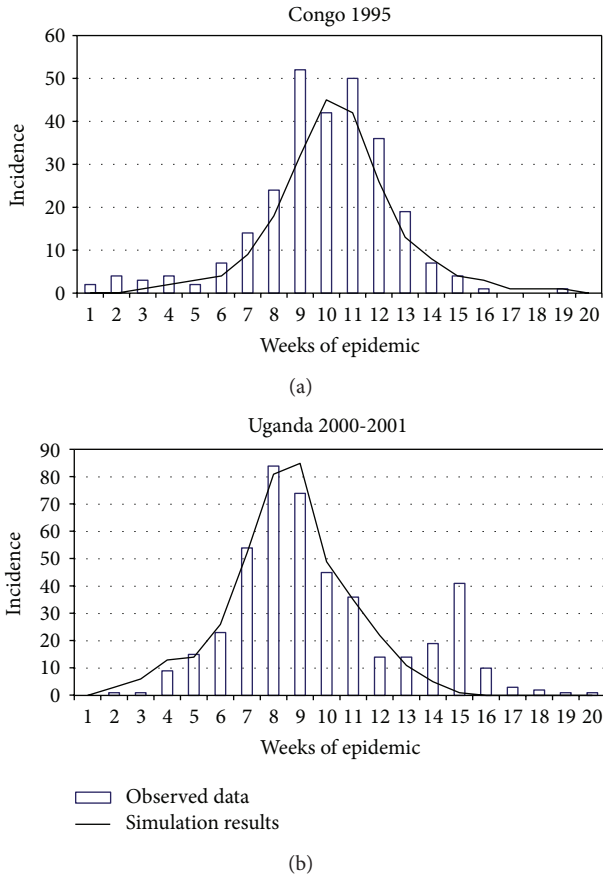 Congo 1995
60
50
40
30
20
10
0
Incidence
1 2 3 4 5 6 7 8 9 10 11 12 13 14 15 16 17 18 19 20
Weeks of epidemic
(a)
Uganda 2000-2001
90
80
70
60
50
40
30
20
10
0
Incidence
1 2 3 4 5 6 7 8 9 10 11 12 13 14 15 16 17 18 19 20
Weeks of epidemic
Observed data
Simulation results
(b)